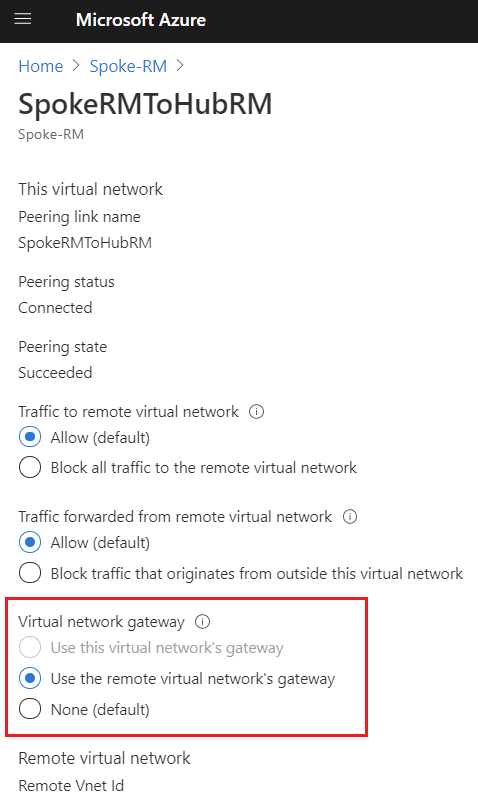 Microsoft Azure
Home > Spoke-RM >
SpokeRMToHubRM
Spoke-RM
This virtual network
Peering link name
SpokeRMToHubRM
Peering status
Connected
Peering state
Succeeded
Traffic to remote virtual network
Allow (default)
Block all traffic to the remote virtual network
Traffic forwarded from remote virtual network
Allow (default)
Block traffic that originates from outside this virtual network
Virtual network gateway
Use this virtual network's gateway
Use the remote virtual network's gateway
None (default)
Remote virtual network
Remote Vnet Id